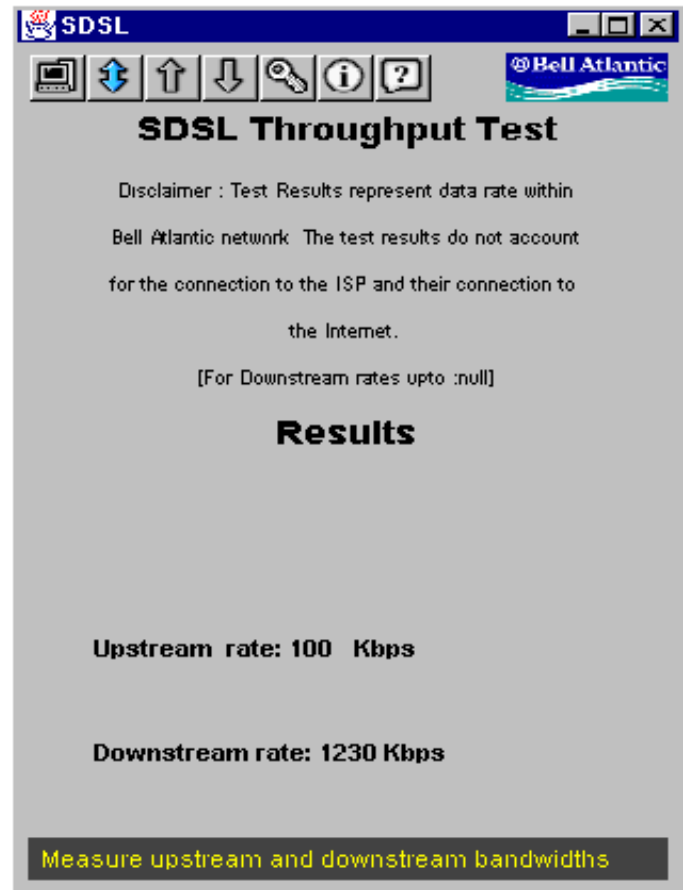 SDSL
@Bell Atlantic
SDSL Throughput Test
Disclaimer : Test Results represent data rate within
Bell Atlantic network The test results do not account
for the connection to the ISP and their connection to
the Internet.
[For Downstream rates upto :null]
Results
Upstream rate: 100 Kbps
Downstream rate: 1230 Kbps
Measure upstream and downstream bandwidths